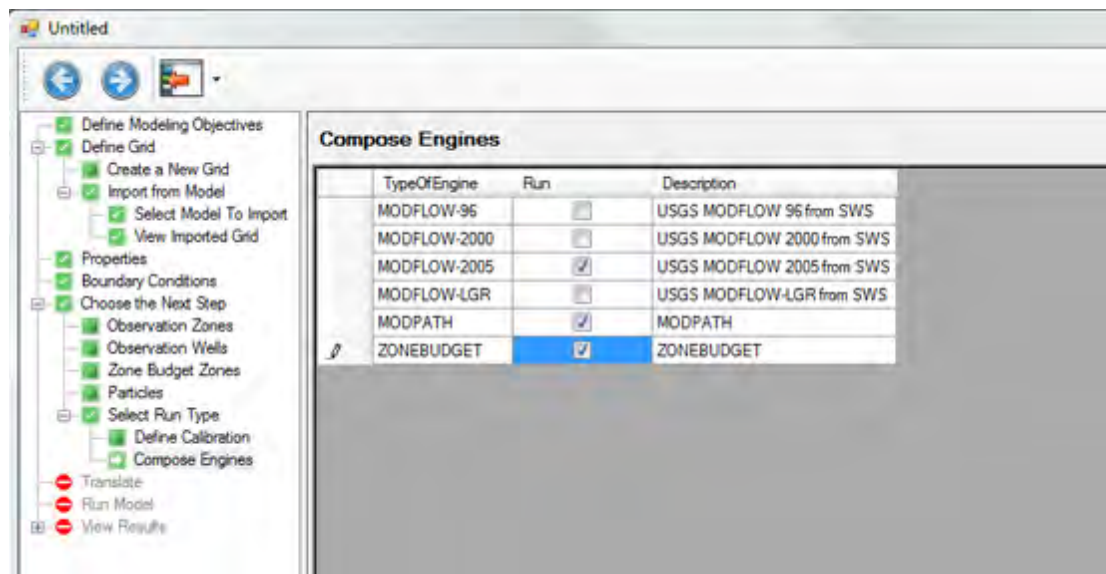 Untitled
Define Modeling Objectives
Define Grid
Create a New Grid
Import from Model
Select Model To Import
View Imported Grid
Properties
Boundary Conditions
Choose the Next Step
Observation Zones
Observation Wells
Zone Budget Zones
Particles
Select Run Type
Define Calibration
Compose Engines
Translate
Run Model
View Results
Compose Engines
TypeOfEngine Run Description
MODFLOW-96 USGS MODFLOW 96 from SWS
MODFLOW-2000 USGS MODFLOW 2000 from SWS
MODFLOW-2005 USGS MODFLOW 2005 from SWS
MODFLOW-LGR USGS MODFLOW-LGR from SWS
MODPATH MODPATH
ZONEBUDGET ZONEBUDGET